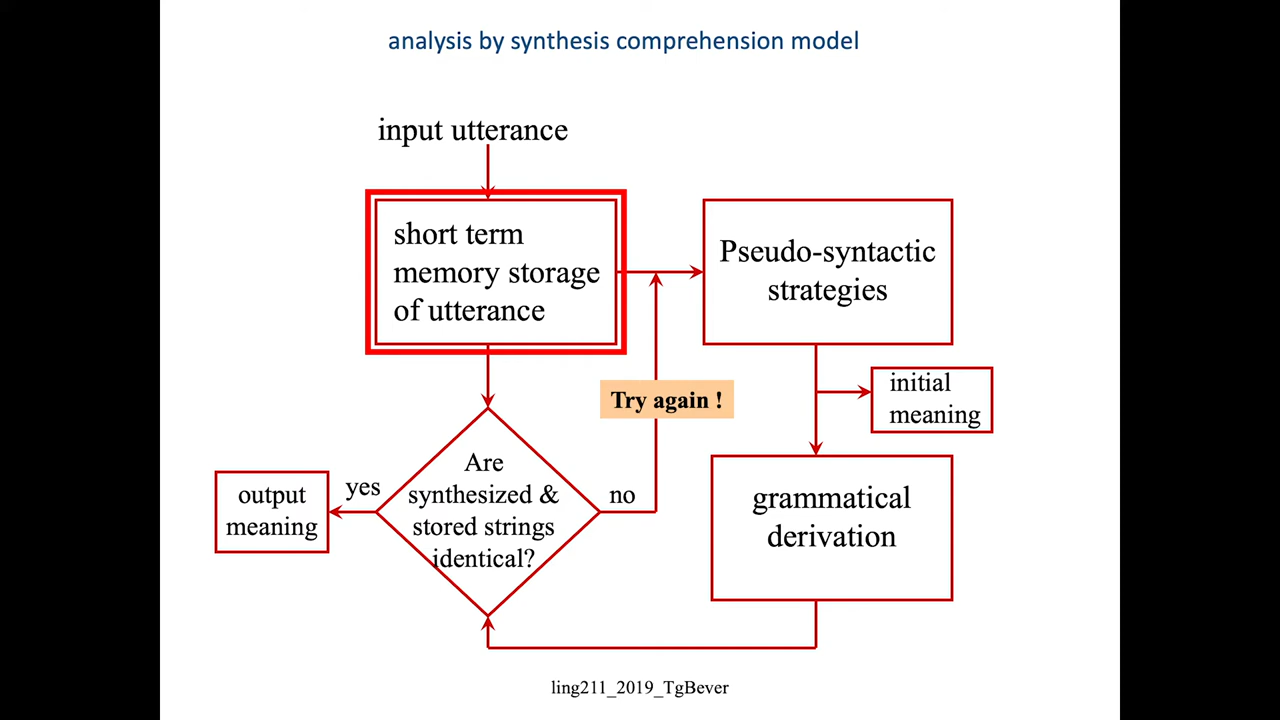 analysis by synthesis comprehension model
input utterance
short term
memory storage
of utterance
Pseudo-syntactic
strategies
Try again !
initial
meaning
Are
synthesized &
stored strings
identical?
yes
no
output
meaning
grammatical
derivation
ling211_2019_TgBever